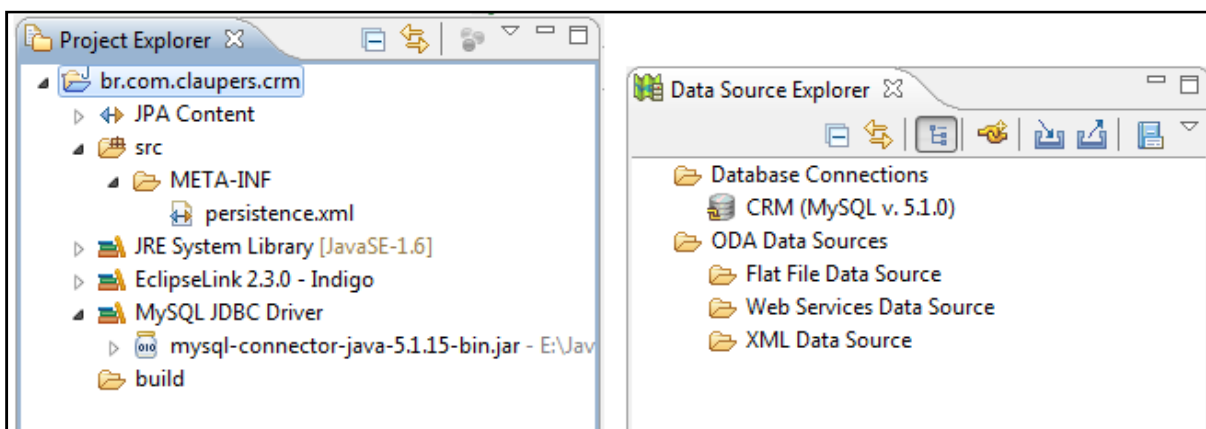 Project Explorer
br.com.claupers.crm
JPA Content
src
META-INF
persistence.xml
JRE System Library [JavaSE-1.6]
EclipseLink 2.3.0 - Indigo
MySQL JDBC Driver
mysql-connector-java-5.1.15-bin.jar - E:\Jav
build
Data Source Explorer
Database Connections
CRM (MySQL v. 5.1.0)
ODA Data Sources
Flat File Data Source
Web Services Data Source
XML Data Source